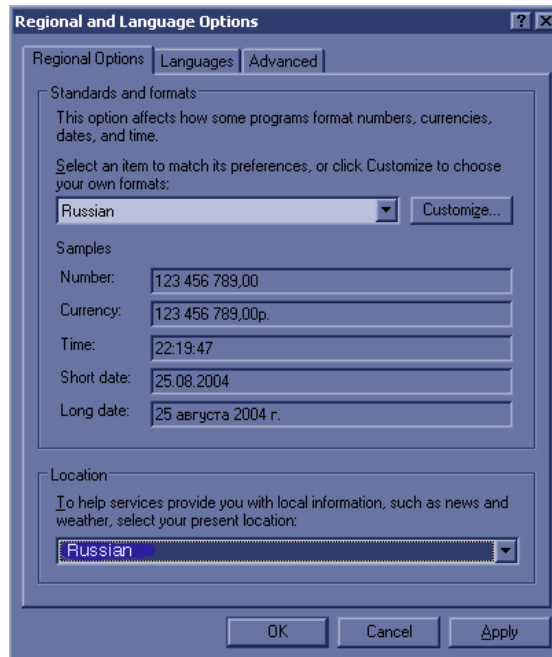 Regional and Language Options
Regional Options Languages Advanced
Standards and formats
This option affects how some programs format numbers, currencies,
dates, and time.
Select an item to match its preferences, or click Customize to choose
your own formats:
Russian Customize...
Samples
Number: 123 456 789,00
Currency: 123 456 789,00р.
Time: 22:19:47
Short date: 25.08.2004
Long date: 25 августа 2004 г.
Location
To help services provide you with local information, such as news and
weather, select your present location:
Russian
OK Cancel Apply